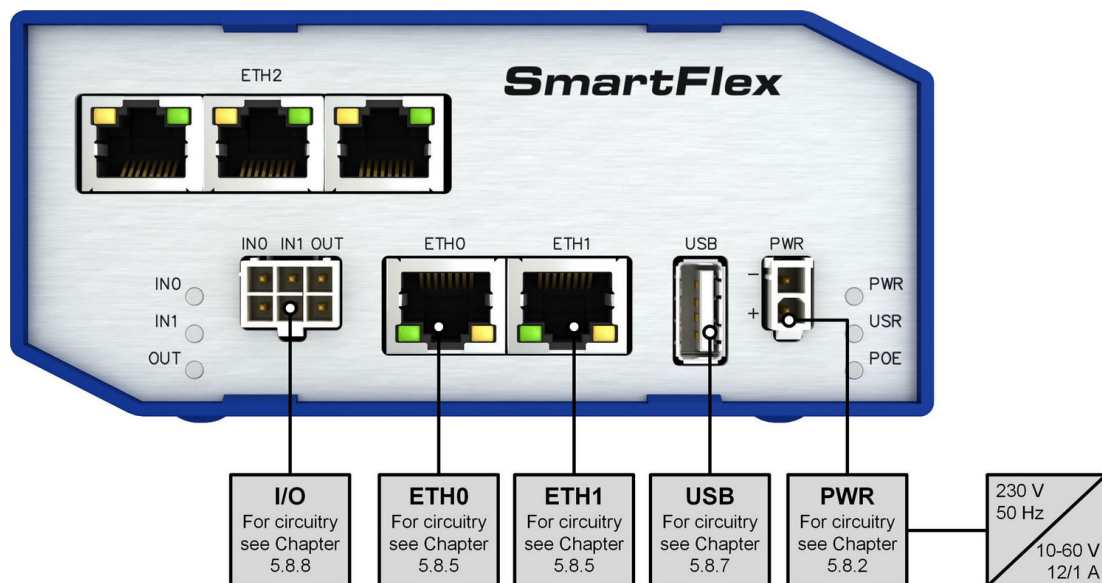 ETH2
SmartFlex
IN0 IN1 OUT
ETH0
ETH1
USB
PWR
IN0
IN1
OUT
-
+
PWR
USR
POE
I/O
For circuitry
see Chapter
5.8.8
ETH0
For circuitry
see Chapter
5.8.5
ETH1
For circuitry
see Chapter
5.8.5
USB
For circuitry
see Chapter
5.8.7
PWR
For circuitry
see Chapter
5.8.2
230 V
50 Hz
10-60 V
12/1 A